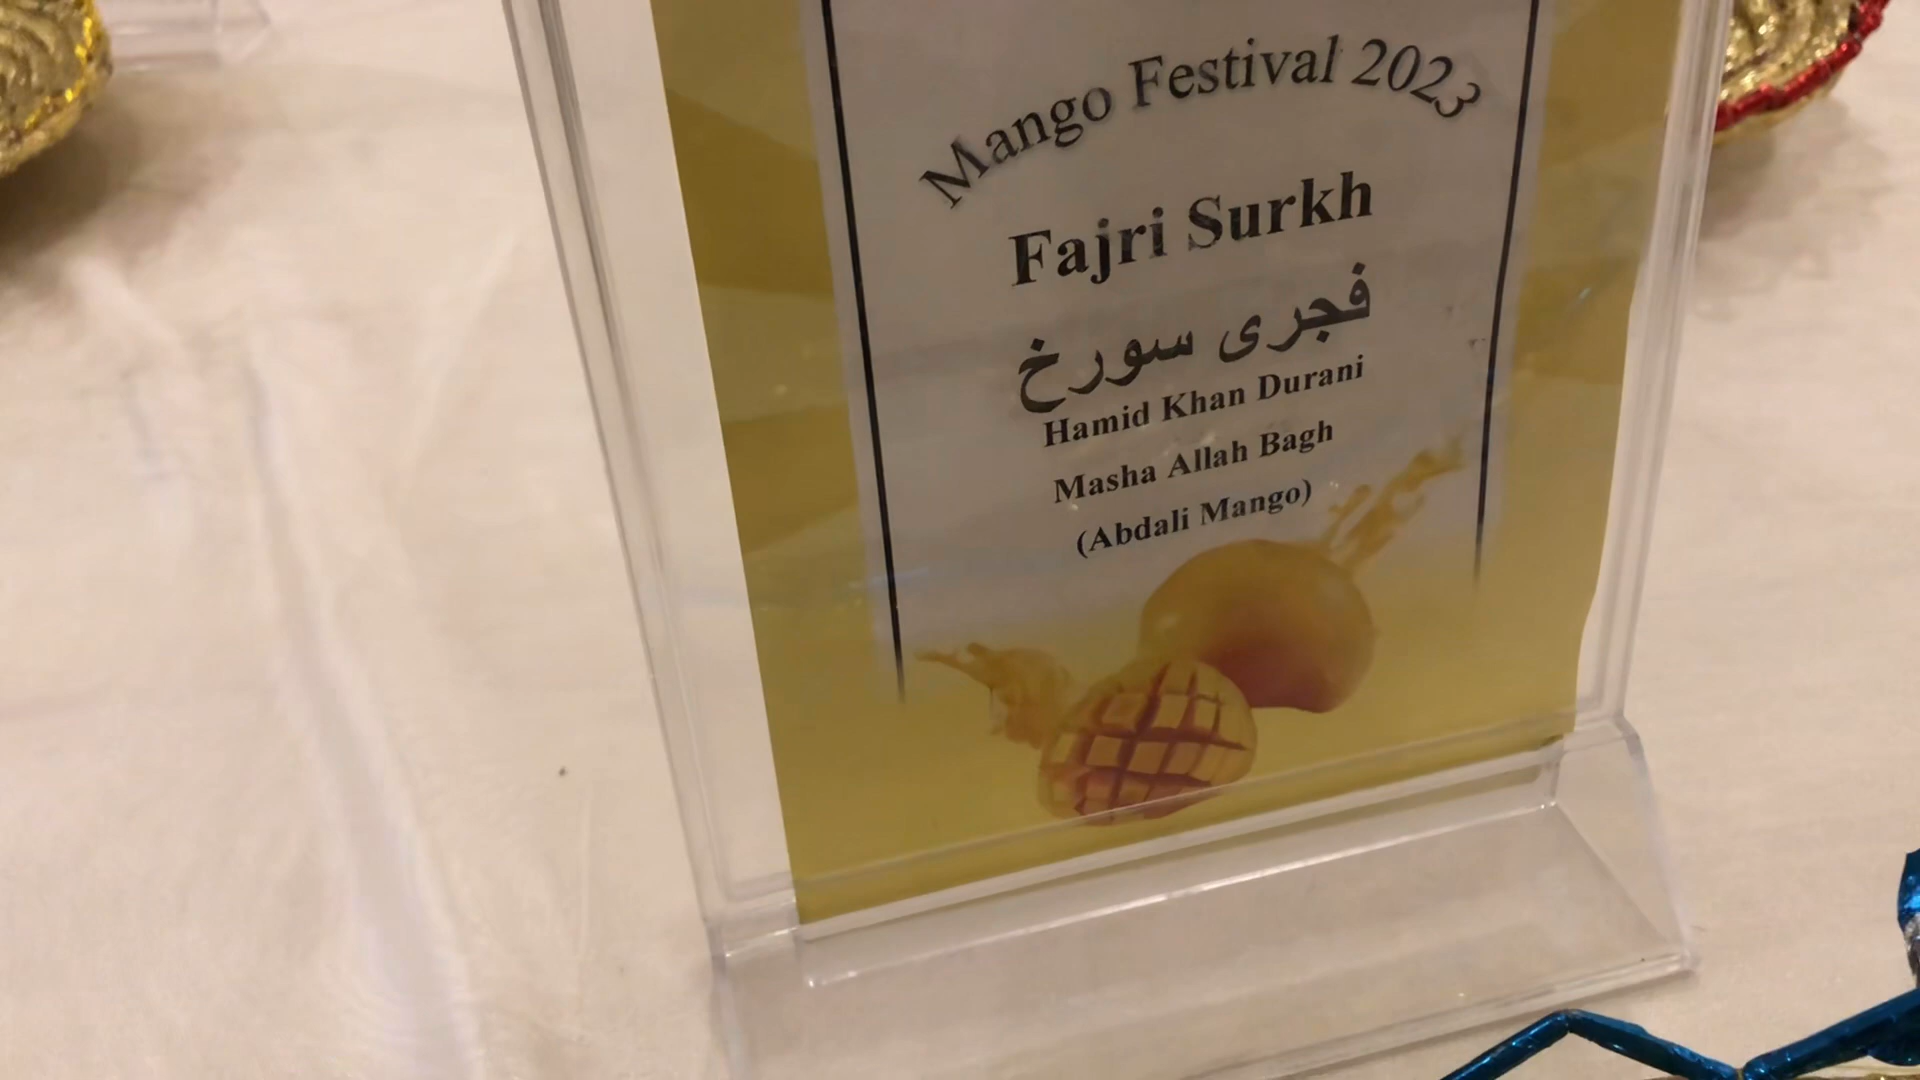 Mango Festival 2023
Fajri Surkh
فجری سورخ
Hamid Khan Durani
Masha Allah Bagh
(Abdali Mango)